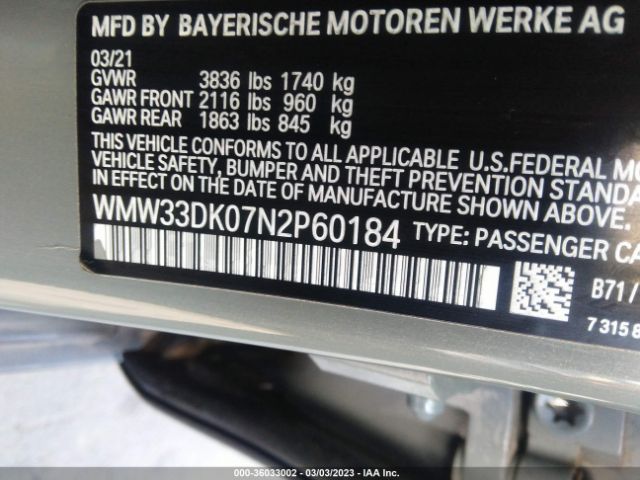 MFD BY BAYERISCHE MOTOREN WERKE AG
03/21
GVWR 3836 lbs 1740 kg
GAWR FRONT 2116 lbs 960 kg
GAWR REAR 1863 lbs 845 kg
THIS VEHICLE CONFORMS TO ALL APPLICABLE U.S.FEDERAL MO
VEHICLE SAFETY, BUMPER AND THEFT PREVENTION STANDA
IN EFFECT ON THE DATE OF MANUFACTURE SHOWN ABOVE.
WMW33DK07N2P60184 TYPE: PASSENGER CA
B71/
7 315 8
000-36033002 - 03/03/2023 - IAA Inc.